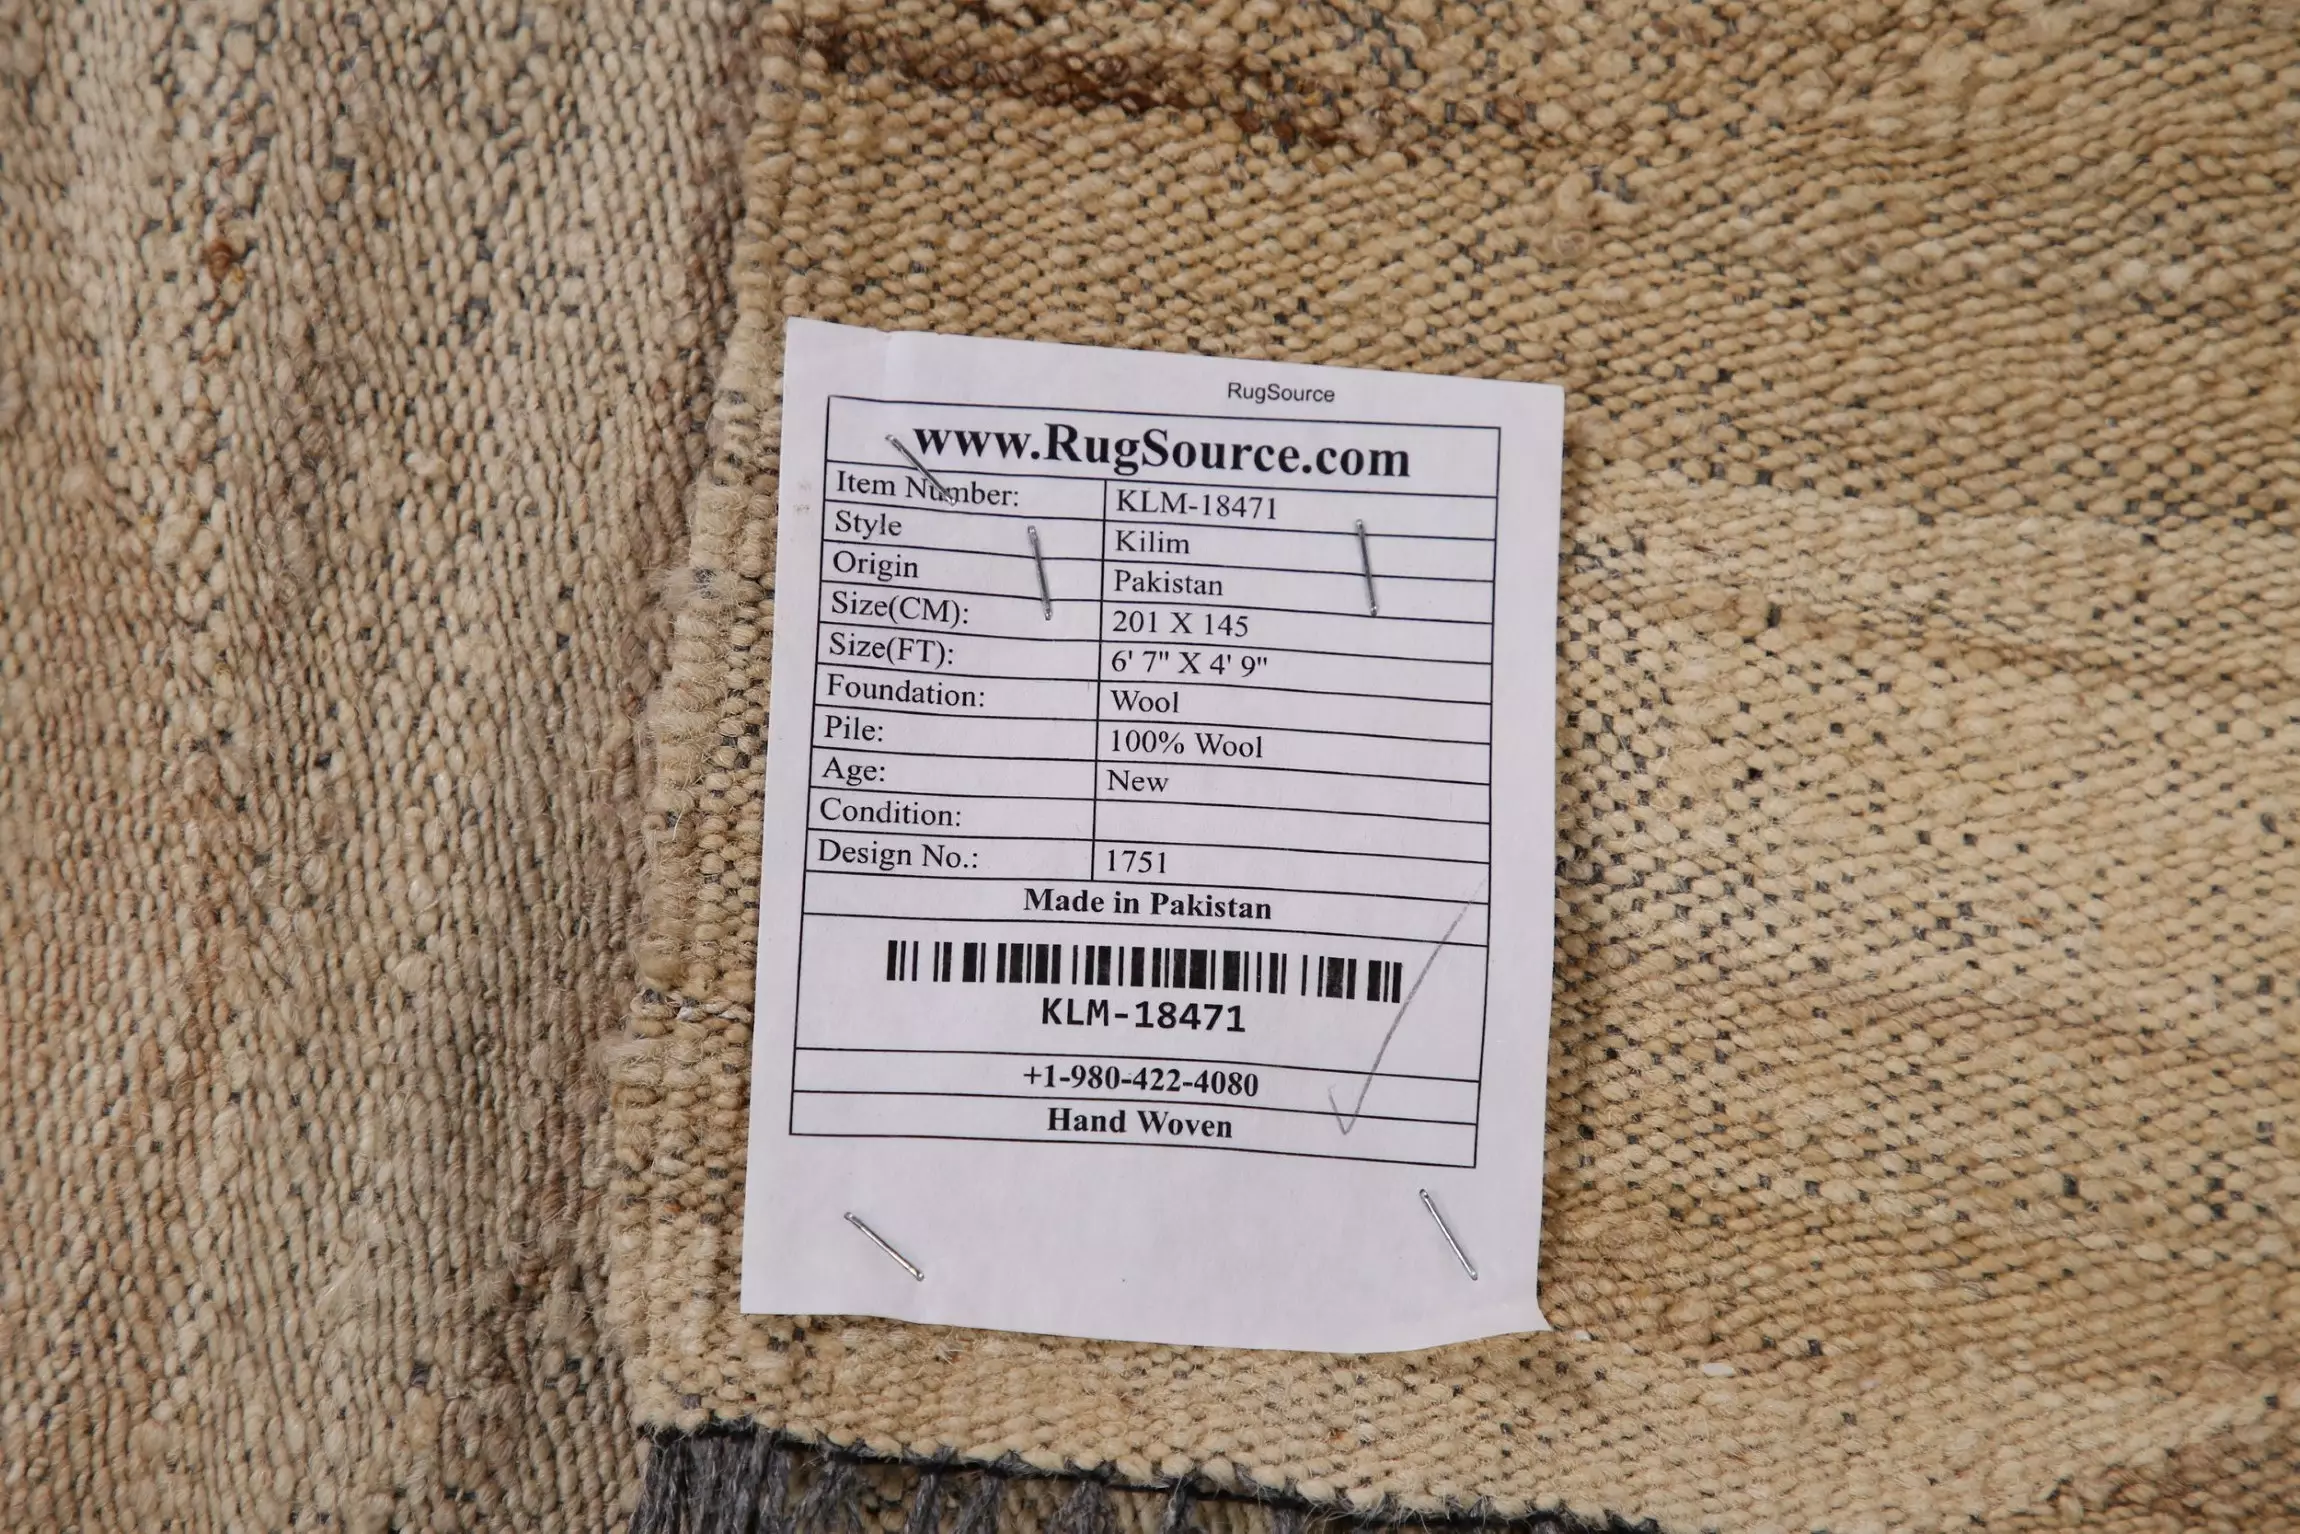 RugSource
www.RugSource.com
Item Number: KLM-18471
Style Kilim
Origin Pakistan
Size(CM): 201 X 145
Size(FT): 6' 7" X 4' 9"
Foundation: Wool
Pile: 100% Wool
Age: New
Condition:
Design No.: 1751
Made in Pakistan
KLM-18471
+1-980-422-4080
Hand Woven